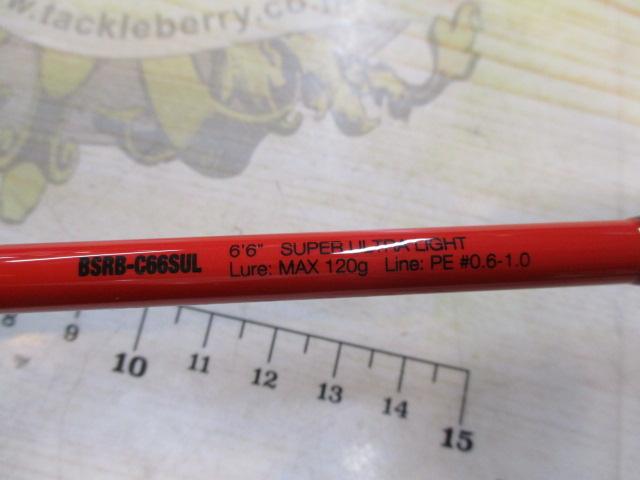 www.tackleberry.co.
BSRB-C66SUL
6'6" SUPER ULTRA LIGHT
Lure: MAX 120g Line: PE #0.6-1.0
8 9 10 11 12 13 14 15